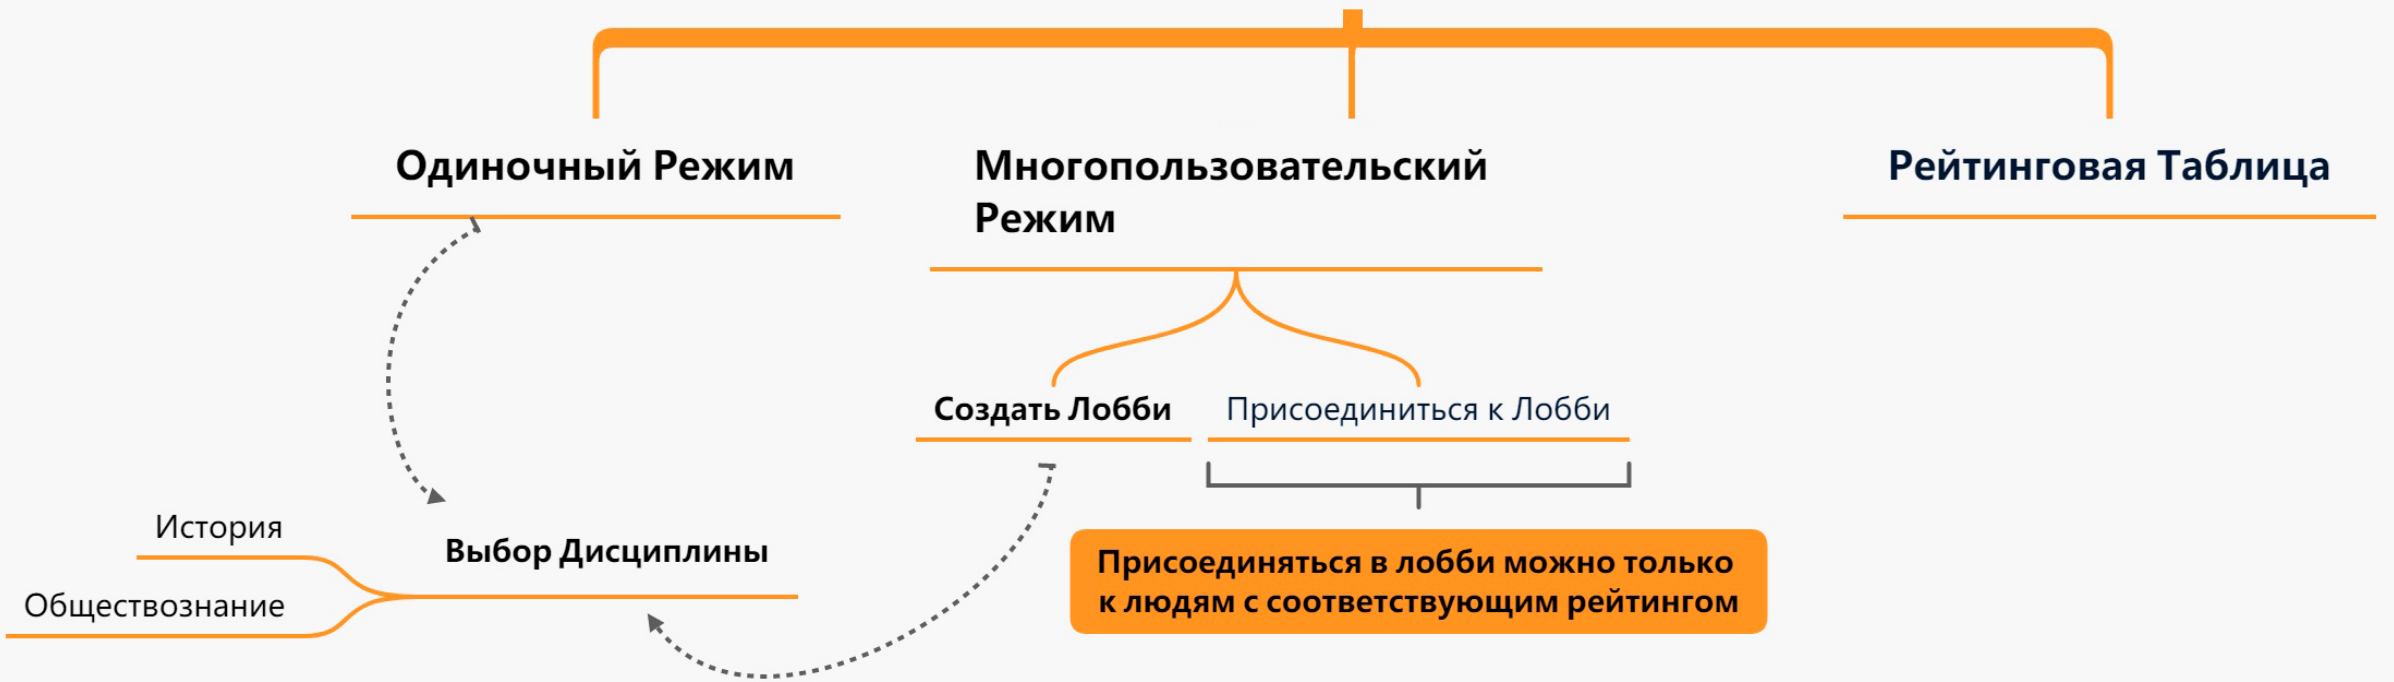 Одиночный Режим
Многопользовательский
Режим
Рейтинговая Таблица
Создать Лобби
Присоединиться к Лобби
История
Обществознание
Выбор Дисциплины
Присоединяться в лобби можно только
к людям с соответствующим рейтингом